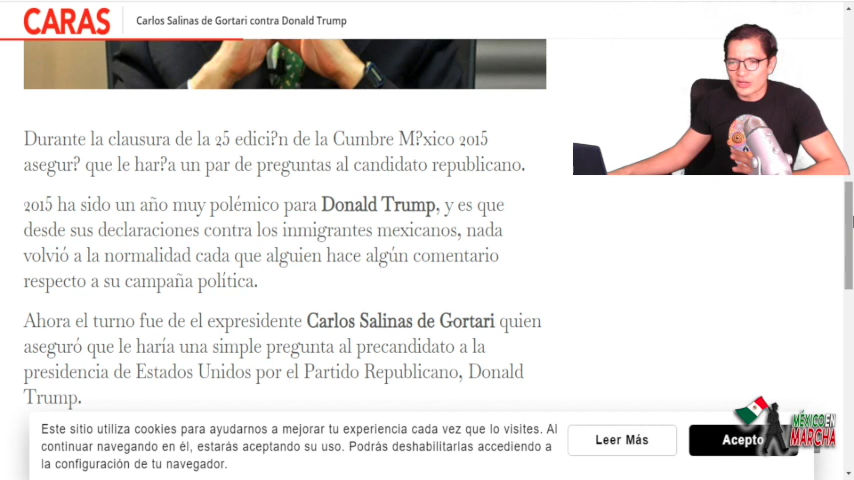 CARAS
Carlos Salinas de Gortari contra Donald Trump
Durante la clausura de la 25 edici?n de la Cumbre M?xico 2015
asegur? que le har?a un par de preguntas al candidato republicano.
2015 ha sido un año muy polémico para Donald Trump, y es que
desde sus declaraciones contra los inmigrantes mexicanos, nada
volvió a la normalidad cada que alguien hace algún comentario
respecto a su campaña política.
Ahora el turno fue de el expresidente Carlos Salinas de Gortari quien
aseguró que le haría una simple pregunta al precandidato a la
presidencia de Estados Unidos por el Partido Republicano, Donald
Trump.
Este sitio utiliza cookies para ayudarnos a mejorar tu experiencia cada vez que lo visites. Al
continuar navegando en él, estarás aceptando su uso. Podrás deshabilitarlas accediendo a
la configuración de tu navegador.
Leer Más
Acepto
MÉXICO EN
MARCHA